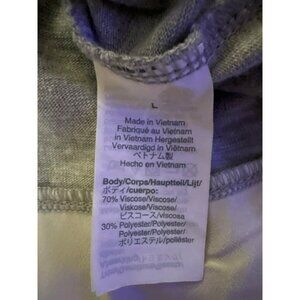 L
Made in Vietnam
Fabriqué au Vietnam
in Vietnam Hergestellt
Vervaardigd in Viëtnam
ベトナム製
Hecho en Vietnam
Body/Corps/Hauptteil/Lijf/
ボディ/cuerpo:
70% Viscose/Viscose/
Viskose/Viscose/
ビスコース/viscosa
30% Polyester/Polyester/
Polyester/Polyester/
ポリエステル/poliéster